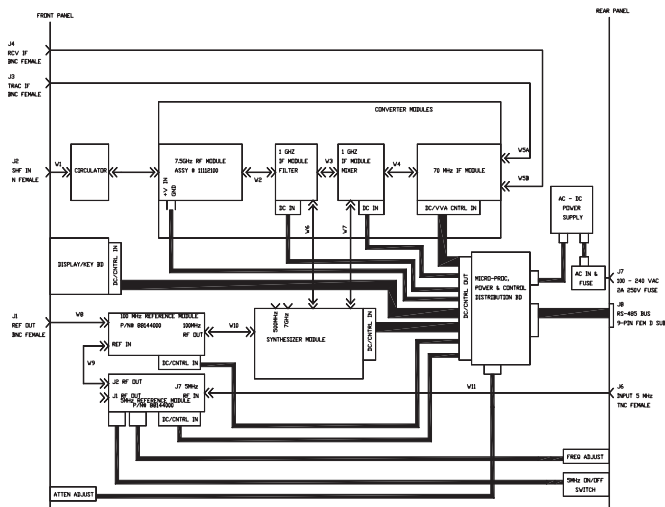 FRONT PANEL
REAR PANEL
J4
RCV IF
BNC FEMALE
J3
TRAC IF
BNC FEMALE
CONVERTER MODULES
J2
SHF IN
N FEMALE
W1
CIRCULATOR
7.5GHz RF MODULE
ASSY # 11112100
+V IN
GND
W2
1 GHZ
IF MODULE
FILTER
DC IN
W3
1 GHZ
IF MODULE
MIXER
DC IN
W4
70 MHz IF MODULE
DC/VVA CNTRL IN
W5A
W5B
W6
W7
AC - DC
POWER
SUPPLY
AC IN &
FUSE
J7
100 - 240 VAC
2A 250V FUSE
DISPLAY/KEY BD
DC/CNTRL IN
DC/CNTRL OUT
MICRO-PROC,
POWER & CONTROL
DISTRIBUTION BD
J8
RS-485 BUS
9-PIN FEM D SUB
J1
REF OUT
BNC FEMALE
W8
100 MHz REFERENCE MODULE
P/N# BB144000
100MHz
RF OUT
REF IN
DC/CNTRL IN
W10
500MHz
7GHz
SYNTHESIZER MODULE
DC/CNTRL IN
W9
J2 RF OUT
J1 RF OUT
J7 5MHz
RF IN
5MHz REFERENCE MODULE
P/N# BB144000
DC/CNTRL IN
W11
J6
INPUT 5 MHz
TNC FEMALE
FREQ ADJUST
5MHz ON/OFF
SWITCH
ATTEN ADJUST